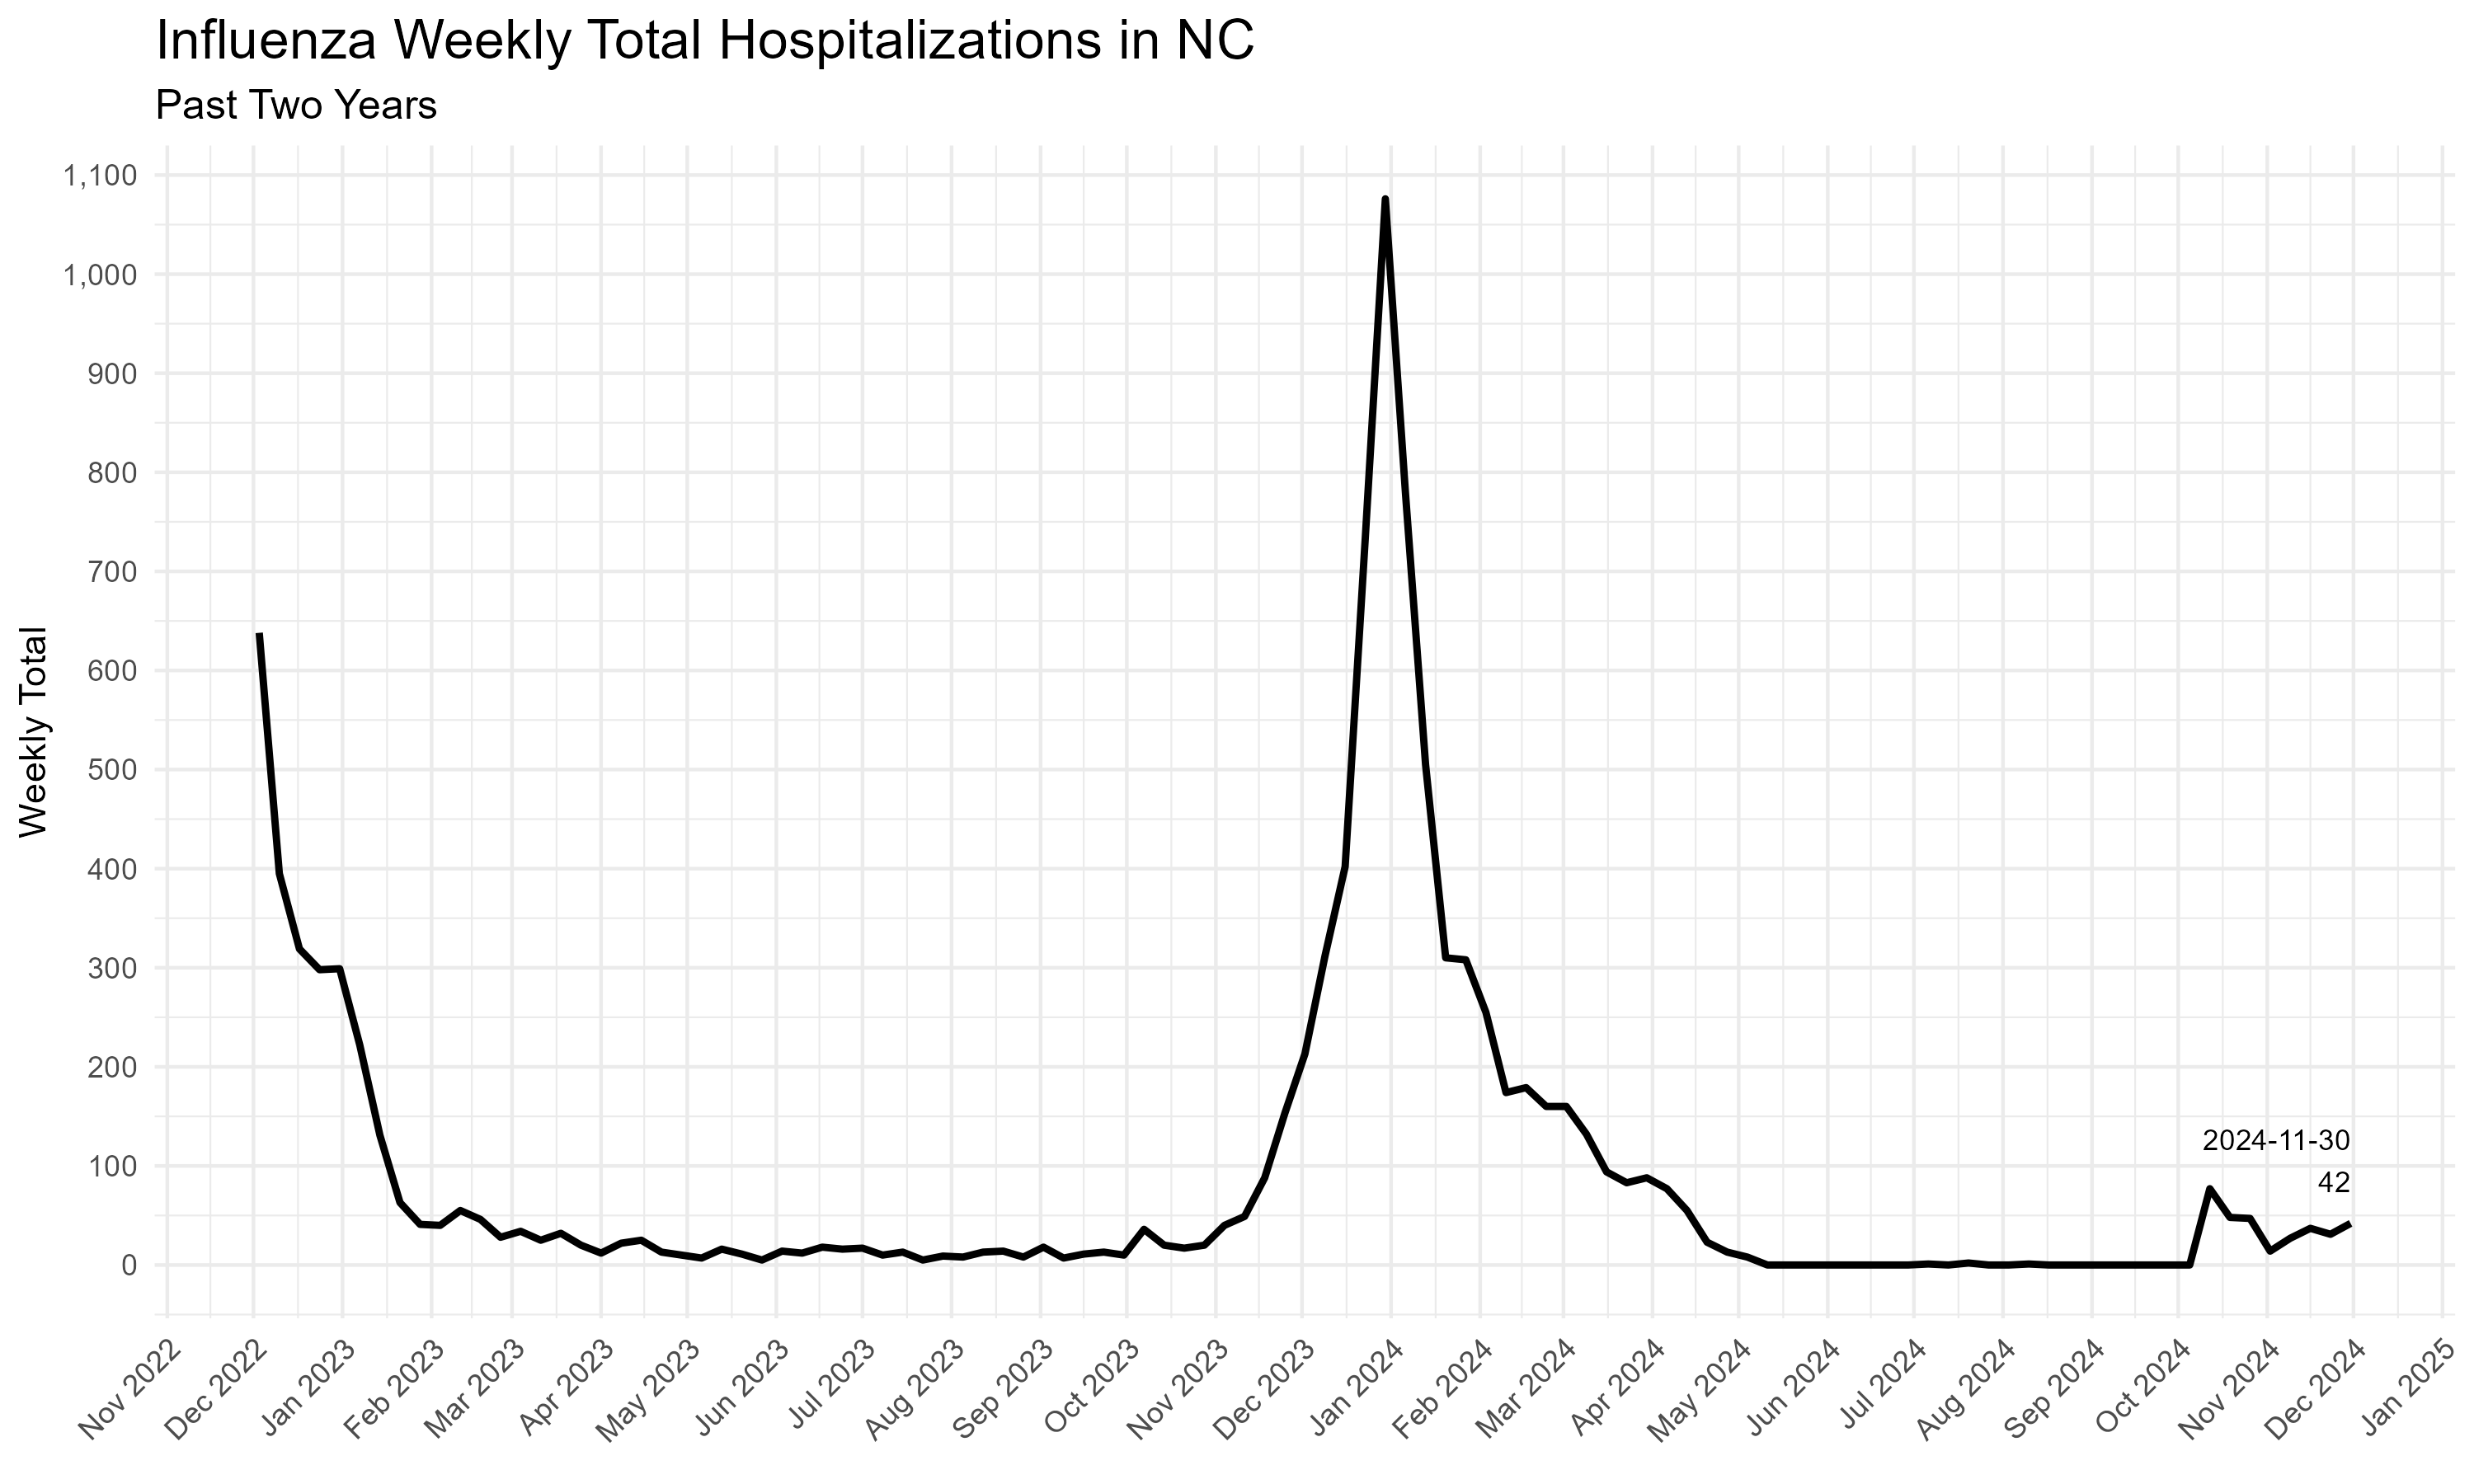 Influenza Weekly Total Hospitalizations in NC
Past Two Years
1,100
1,000
900
800
700
600
500
400
300
200
100
0
Weekly Total
2024-11-30
42
Nov 2022
Dec 2022
Jan 2023
Feb 2023
Mar 2023
Apr 2023
May 2023
Jun 2023
Jul 2023
Aug 2023
Sep 2023
Oct 2023
Nov 2023
Dec 2023
Jan 2024
Feb 2024
Mar 2024
Apr 2024
May 2024
Jun 2024
Jul 2024
Aug 2024
Sep 2024
Oct 2024
Nov 2024
Dec 2024
Jan 2025